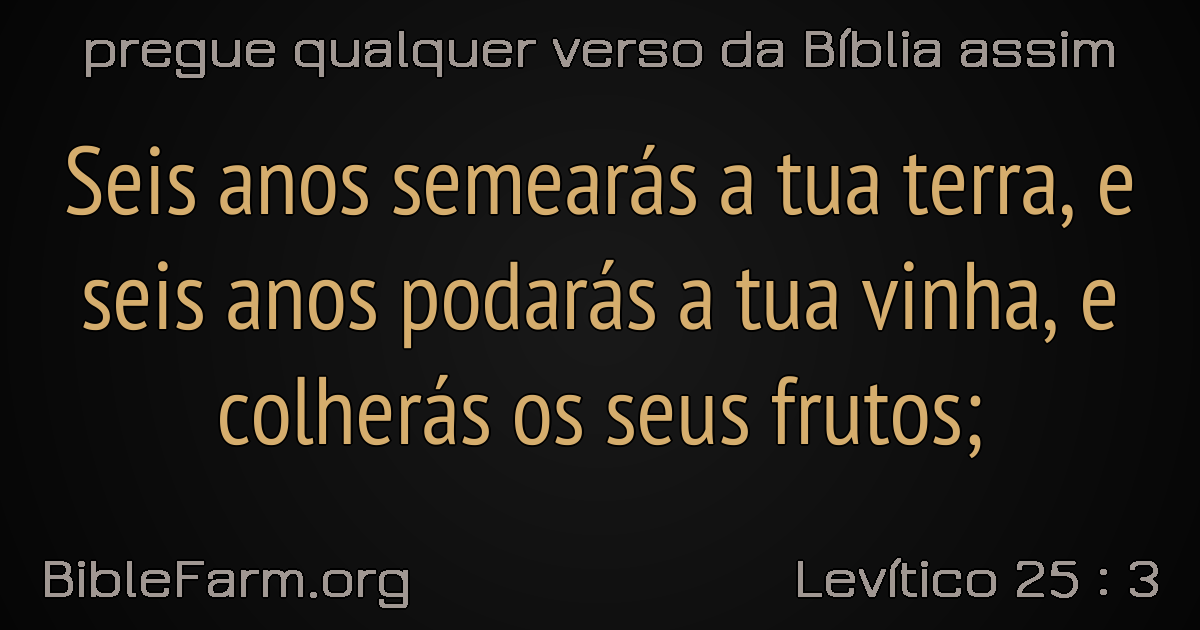 pregue qualquer verso da Bíblia assim
Seis anos semearás a tua terra, e
seis anos podarás a tua vinha, e
colherás os seus frutos;
BibleFarm.org
Levítico 25 : 3